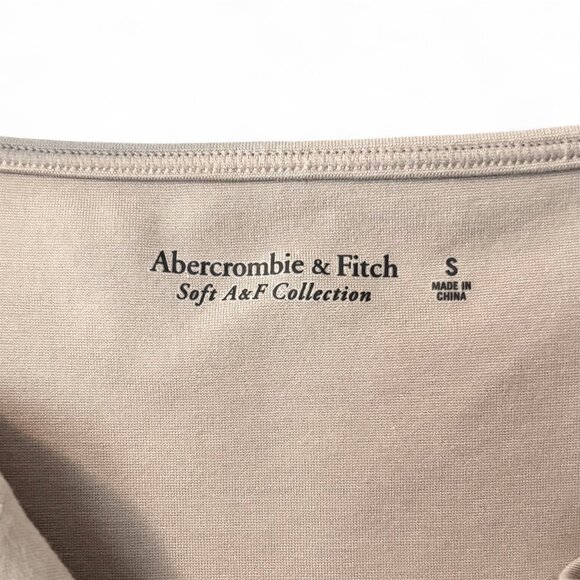 Abercrombie & Fitch
Soft A&F Collection
S
MADE IN
CHINA